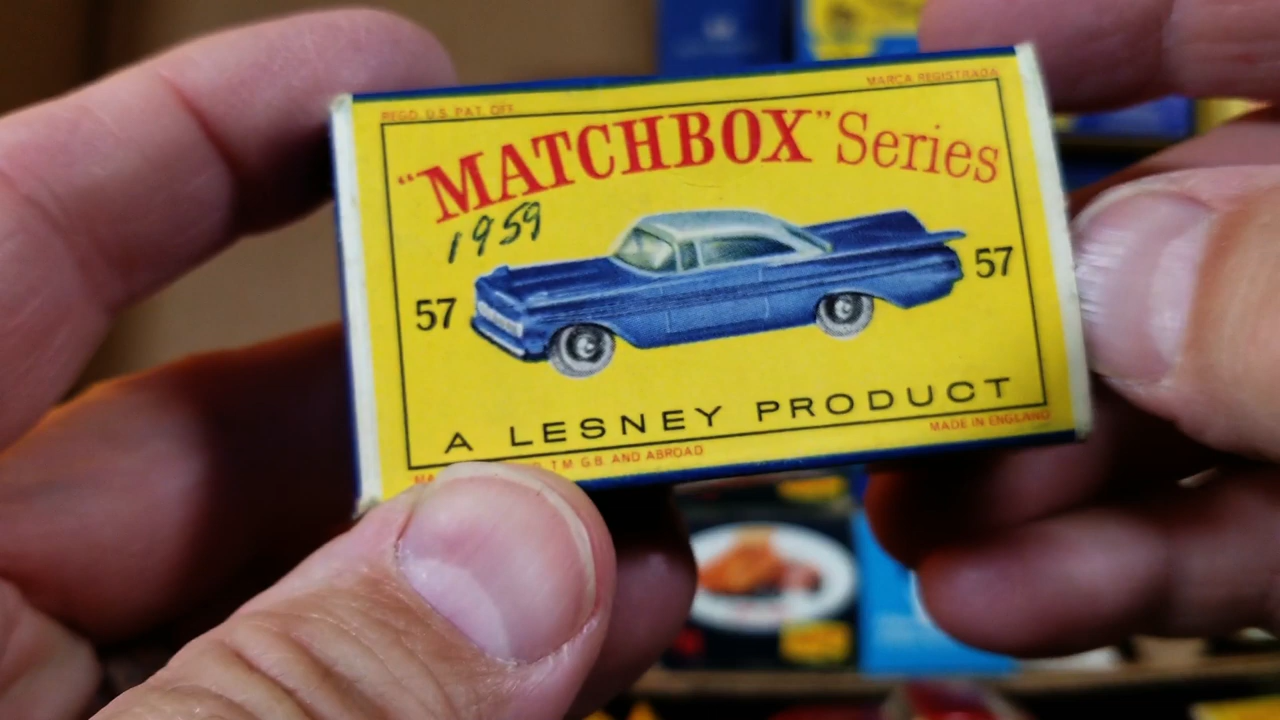 REGD. U.S. PAT. OFF.
MARCA REGISTRADA
"MATCHBOX" Series
1959
57
57
A LESNEY PRODUCT
MADE IN ENGLAND
T.M. G.B. AND ABROAD